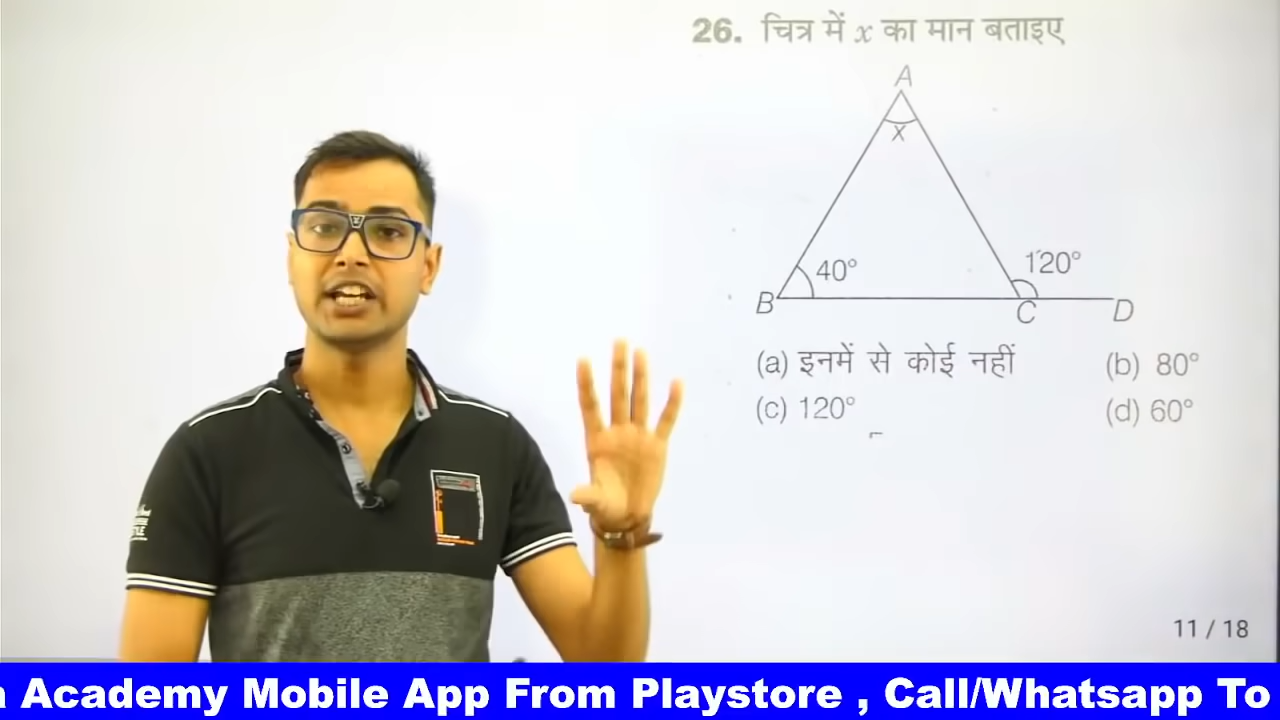 26. चित्र में x का मान बताइए
A
x
40°
120°
B
C
D
(a) इनमें से कोई नहीं
(b) 80°
(c) 120°
(d) 60°
11 / 18
Academy Mobile App From Playstore , Call/Whatsapp To